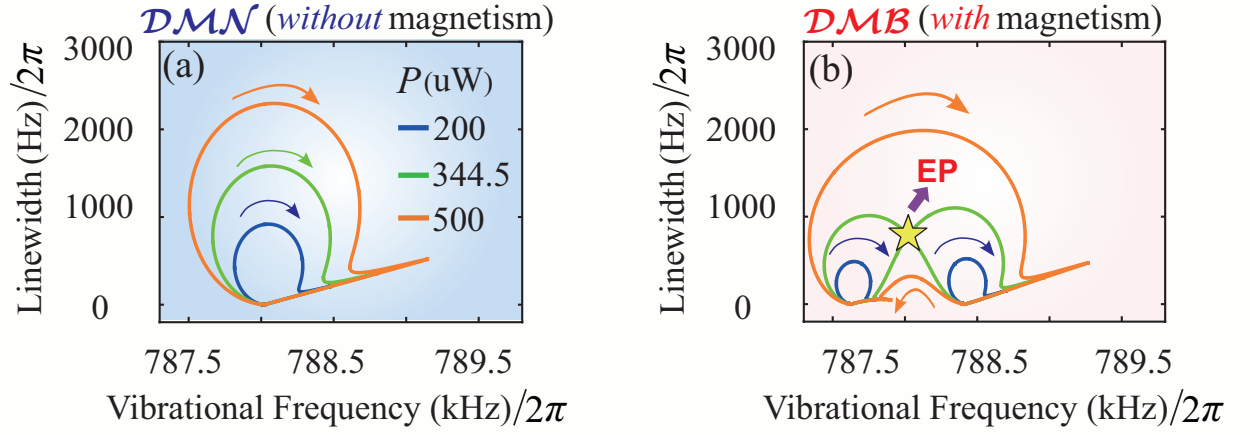 DMN (without magnetism)
(a)
P(uW)
200
344.5
500
3000
2000
1000
0
Linewidth (Hz)/2π
787.5
788.5
789.5
Vibrational Frequency (kHz)/2π
DMB (with magnetism)
(b)
EP
3000
2000
1000
0
Linewidth (Hz)/2π
787.5
788.5
789.5
Vibrational Frequency (kHz)/2π